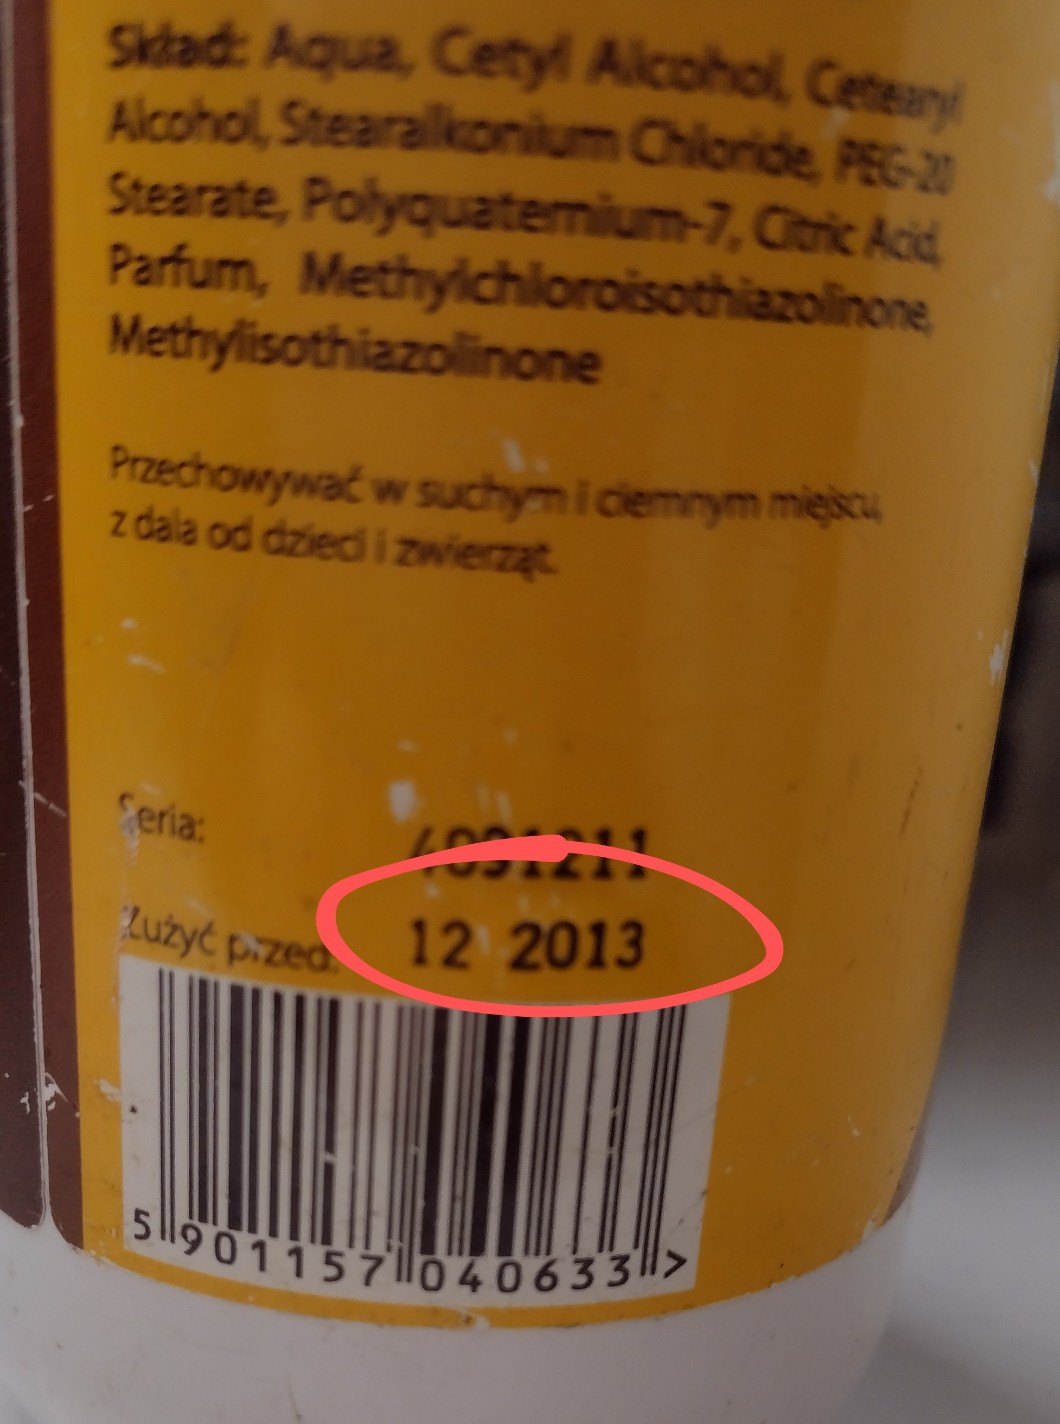 Skład: Aqua, Cetyl Alcohol, Cetearyl
Alcohol, Stearalkonium Chloride, PEG-20
Stearate, Polyquaternium-7, Citric Acid,
Parfum, Methylchloroisothiazolinone,
Methylisothiazolinone
Przechowywać w suchym i ciemnym miejscu,
z dala od dzieci i zwierząt.
Seria: 4091211
Zużyć przed: 12 2013
5 901157 040633 >